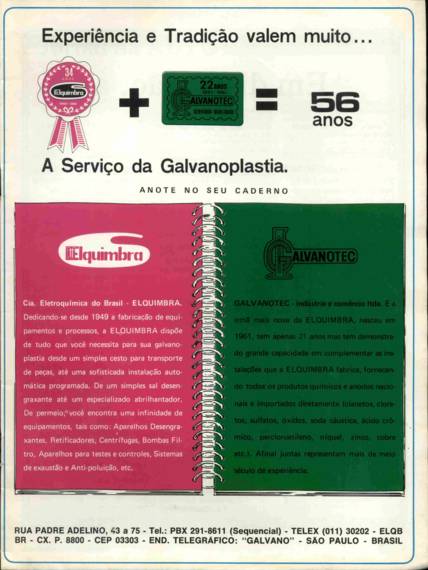 Experiência e Tradição valem muito...
34
Elquimbra
+
22 ANOS
GALVANOTEC
=
56
anos
A Serviço da Galvanoplastia.
ANOTE NO SEU CADERNO
Elquimbra
Cia. Eletroquímica do Brasil - ELQUIMBRA.
Dedicando-se desde 1949 a fabricação de equi-
pamentos e processos, a ELQUIMBRA dispõe
de tudo que você necessita para sua galvano-
plastia desde um simples cesto para transporte
de peças, até uma sofisticada instalação auto-
mática programada. De um simples sal desen-
graxante até um especializado abrilhantador.
De permeio, você encontra uma infinidade de
equipamentos, tais como: Aparelhos Desengra-
xantes, Retificadores, Centrífugas, Bombas Fil-
tro, Aparelhos para testes e controles, Sistemas
de exaustão e Anti-poluição, etc.
GALVANOTEC
GALVANOTEC - indústria e comércio ltda. É a
irmã mais nova da ELQUIMBRA, nasceu em
1961, tem apenas 21 anos mas tem demonstra-
do grande capacidade em complementar as ins-
talações que a ELQUIMBRA fabrica, fornecen-
do todos os produtos químicos e anodos nacio-
nais e importados diretamente (cianetos, clore-
tos, sulfatos, óxidos, soda cáustica, ácido crô-
mico, percloroetileno, níquel, zinco, cobre
etc.). Afinal juntas representam mais de meio
século de experiência.
RUA PADRE ADELINO, 43 a 75 - Tel.: PBX 291-8611 (Sequencial) - TELEX (011) 30202 - ELQB
BR - CX. P. 8800 - CEP 03303 - END. TELEGRÁFICO: "GALVANO" - SÃO PAULO - BRASIL